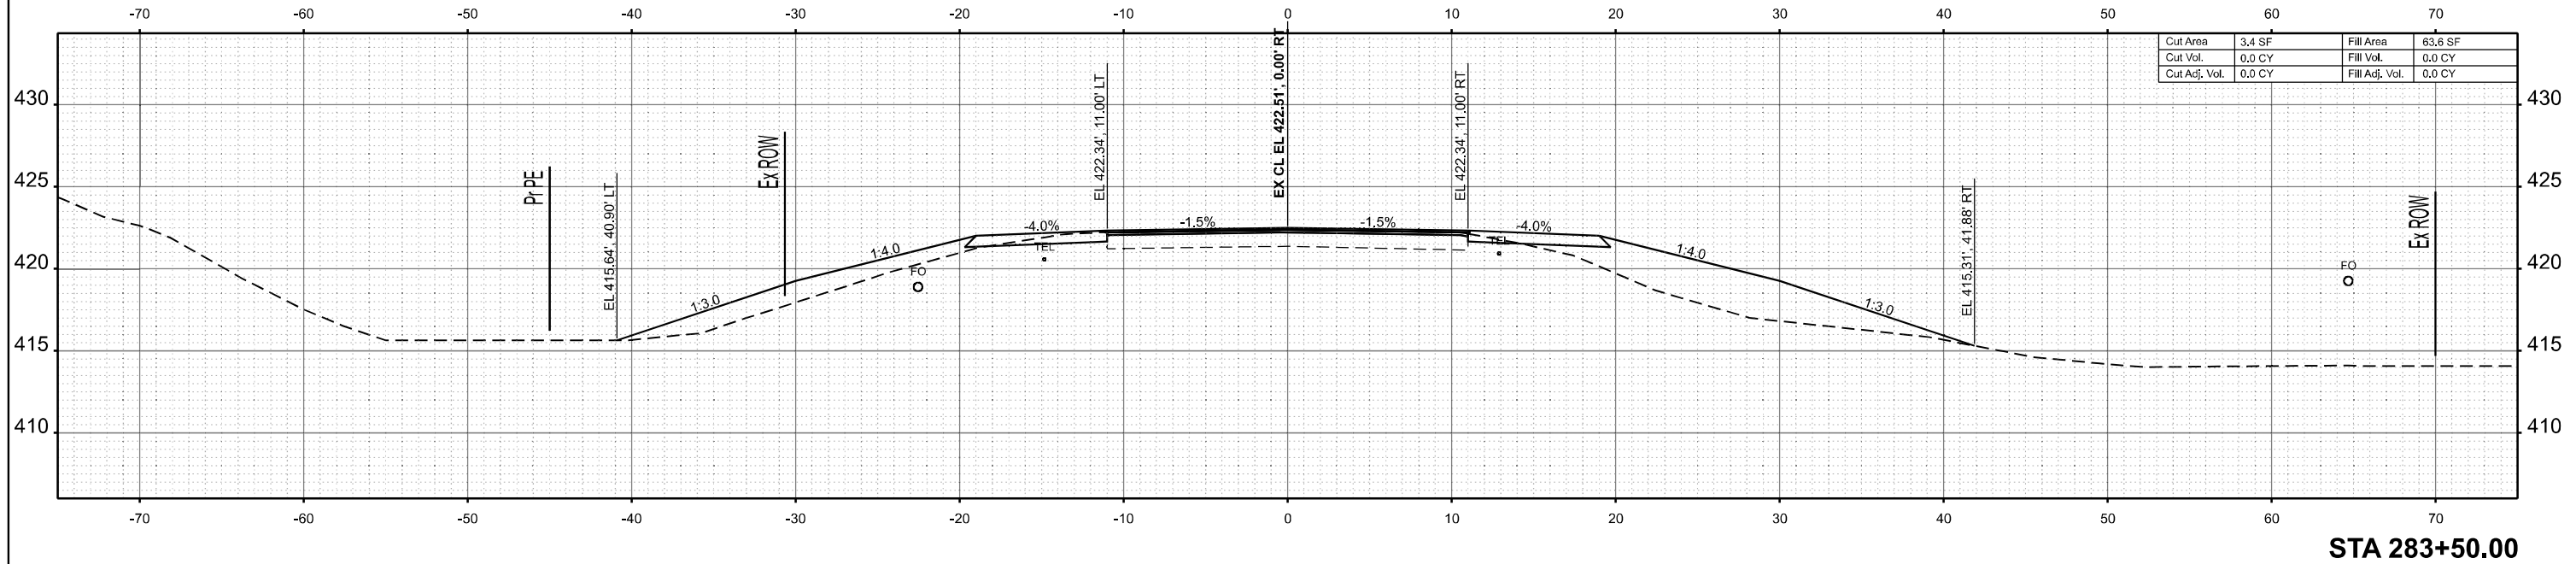 -70 -60 -50 -40 -30 -20 -10 0 10 20 30 40 50 60 70
Cut Area 3.4 SF Fill Area 63.6 SF
Cut Vol. 0.0 CY Fill Vol. 0.0 CY
Cut Adj. Vol. 0.0 CY Fill Adj. Vol. 0.0 CY
430 430
425 425
420 420
415 415
410 410
Pr PE
EL 415.64', 40.90' LT
Ex ROW
EL 422.34', 11.00' LT
EX CL EL 422.51', 0.00' RT
EL 422.34', 11.00' RT
EL 415.31', 41.88' RT
Ex ROW
-4.0% -1.5% -1.5% -4.0%
1:4.0 TEL TEL 1:4.0
FO FO
1:3.0 1:3.0
-70 -60 -50 -40 -30 -20 -10 0 10 20 30 40 50 60 70
STA 283+50.00